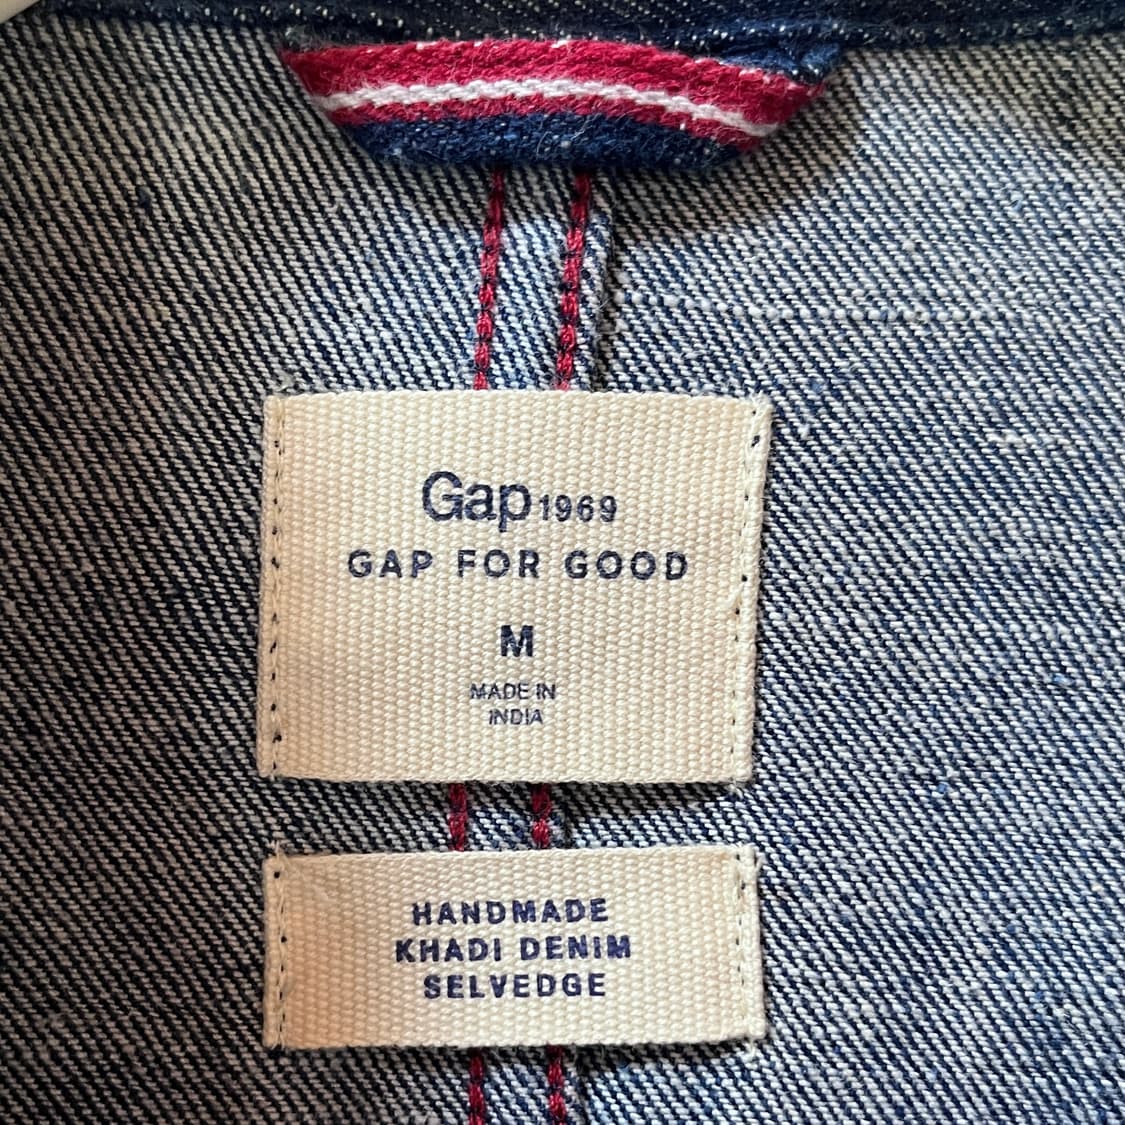 Gap 1969
GAP FOR GOOD
M
MADE IN
INDIA
HANDMADE
KHADI DENIM
SELVEDGE